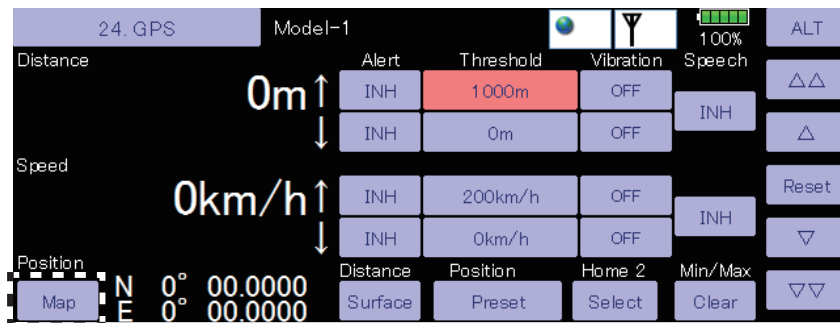 24. GPS Model-1 100% ALT
Distance Alert Threshold Vibration Speech
0m ↑ INH 1000m OFF INH △△
↓ INH 0m OFF △
Speed
0km/h ↑ INH 200km/h OFF INH Reset
↓ INH 0km/h OFF ▽
Position Distance Position Home 2 Min/Max
Map N 0° 00.0000 Surface Preset Select Clear ▽▽
E 0° 00.0000